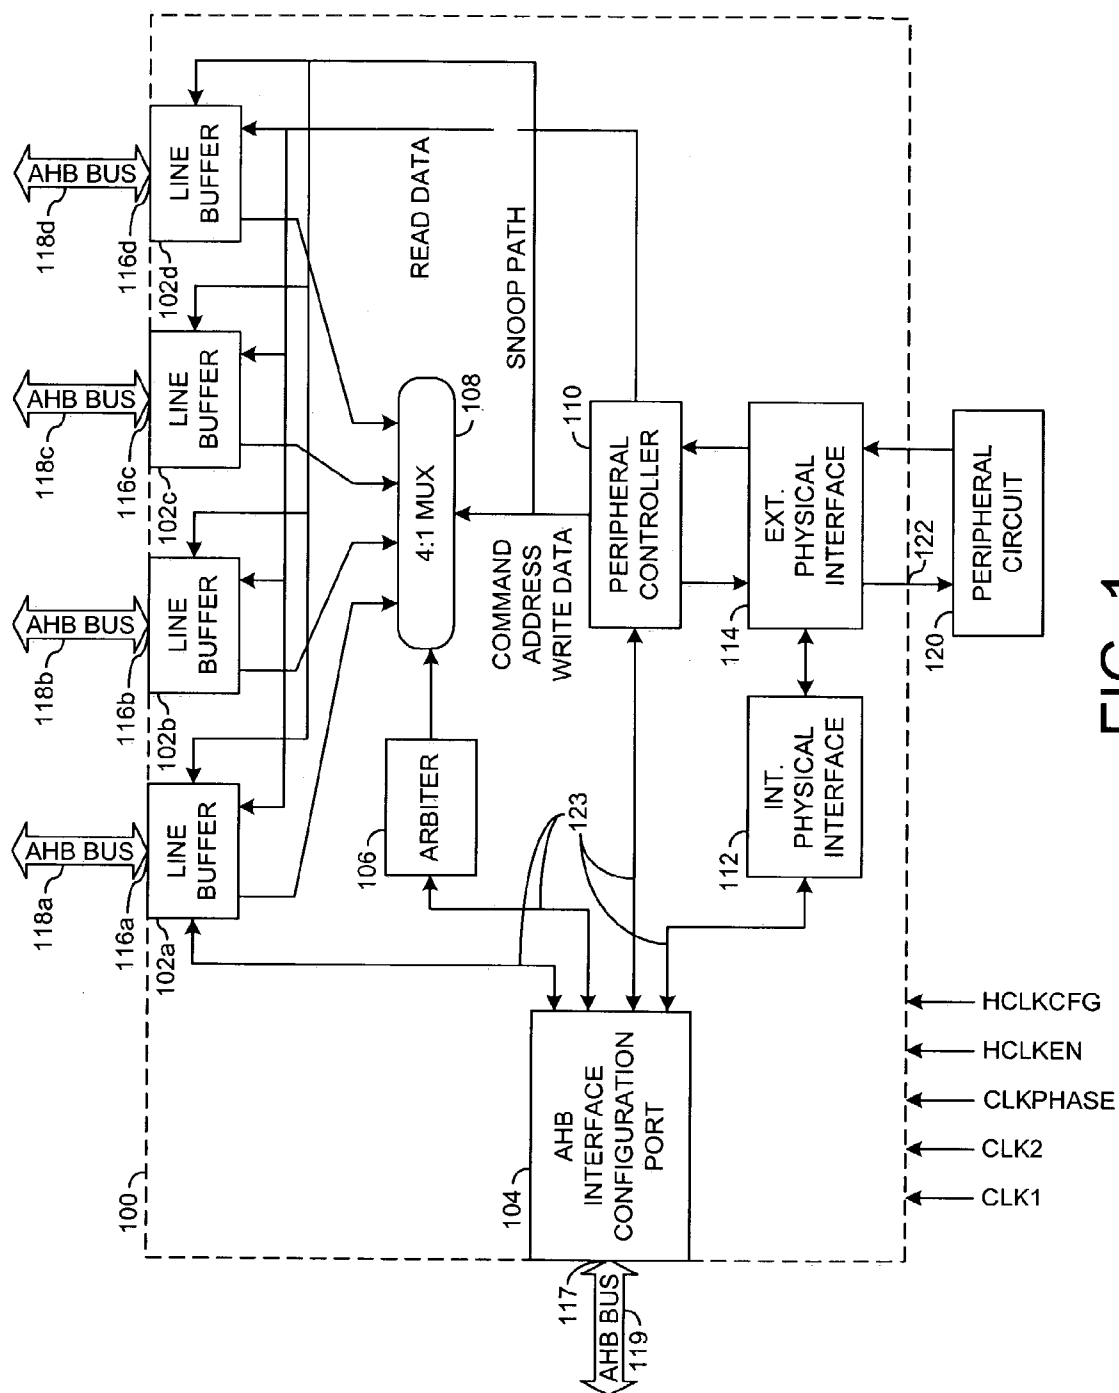 AHB BUS
118a
116a
102a
LINE
BUFFER
AHB BUS
118b
116b
102b
LINE
BUFFER
AHB BUS
118c
116c
102c
LINE
BUFFER
AHB BUS
118d
116d
102d
LINE
BUFFER
100
READ DATA
SNOOP PATH
106
ARBITER
4:1 MUX
108
COMMAND
ADDRESS
WRITE DATA
123
104
AHB
INTERFACE
CONFIGURATION
PORT
117
AHB BUS
119
PERIPHERAL
CONTROLLER
110
112
INT.
PHYSICAL
INTERFACE
114
EXT.
PHYSICAL
INTERFACE
122
120
PERIPHERAL
CIRCUIT
CLK1
CLK2
CLKPHASE
HCLKEN
HCLKCFG